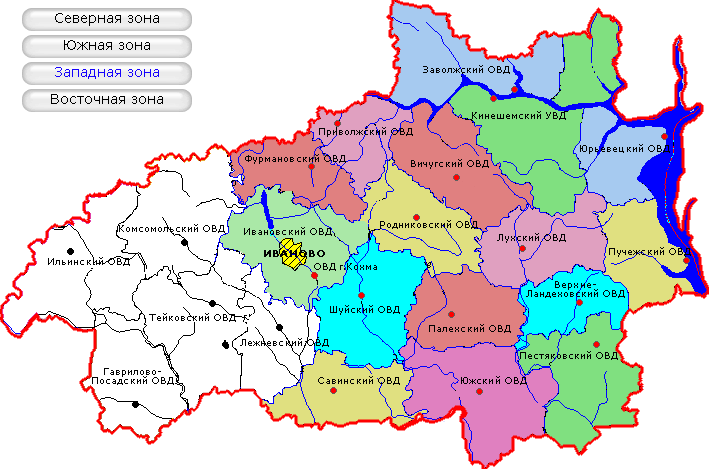 Северная зона
Южная зона
Западная зона
Восточная зона
Заволжский ОВД
Кинешемский УВД
Приволжский ОВД
Юрьевецкий ОВД
Фурмановский ОВД
Вичугский ОВД
Комсомольский ОВД
Ивановский ОВД
Родниковский ОВД
Лухский ОВД
Пучежский ОВД
Ильинский ОВД
ИВАНОВО
ОВД г.Кохма
Верхне-
Ландеховский ОВД
Тейковский ОВД
Шуйский ОВД
Палехский ОВД
Лежневский ОВД
Пестяковский ОВД
Гаврилово-
Посадский ОВД
Савинский ОВД
Южский ОВД